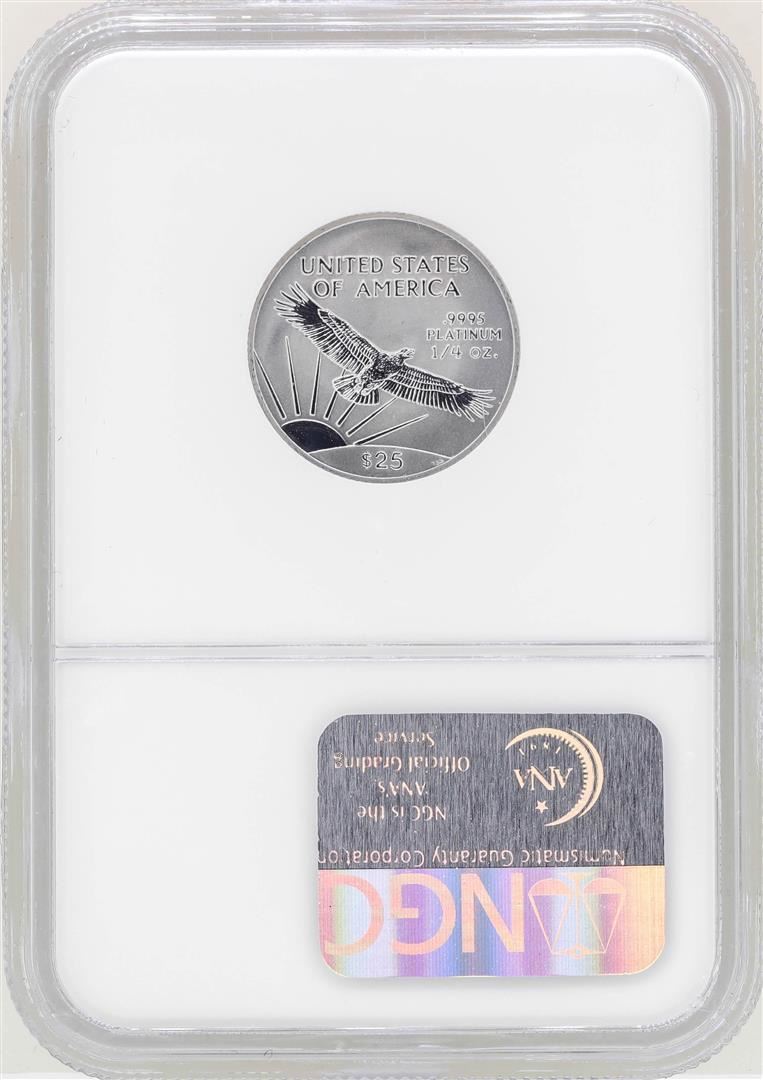 UNITED STATES
OF AMERICA
.9995
PLATINUM
1/4 OZ.
$25
NGC
Numismatic Guaranty Corporation
NGC is the
ANA's
Official Grading
Service
ANA
1891